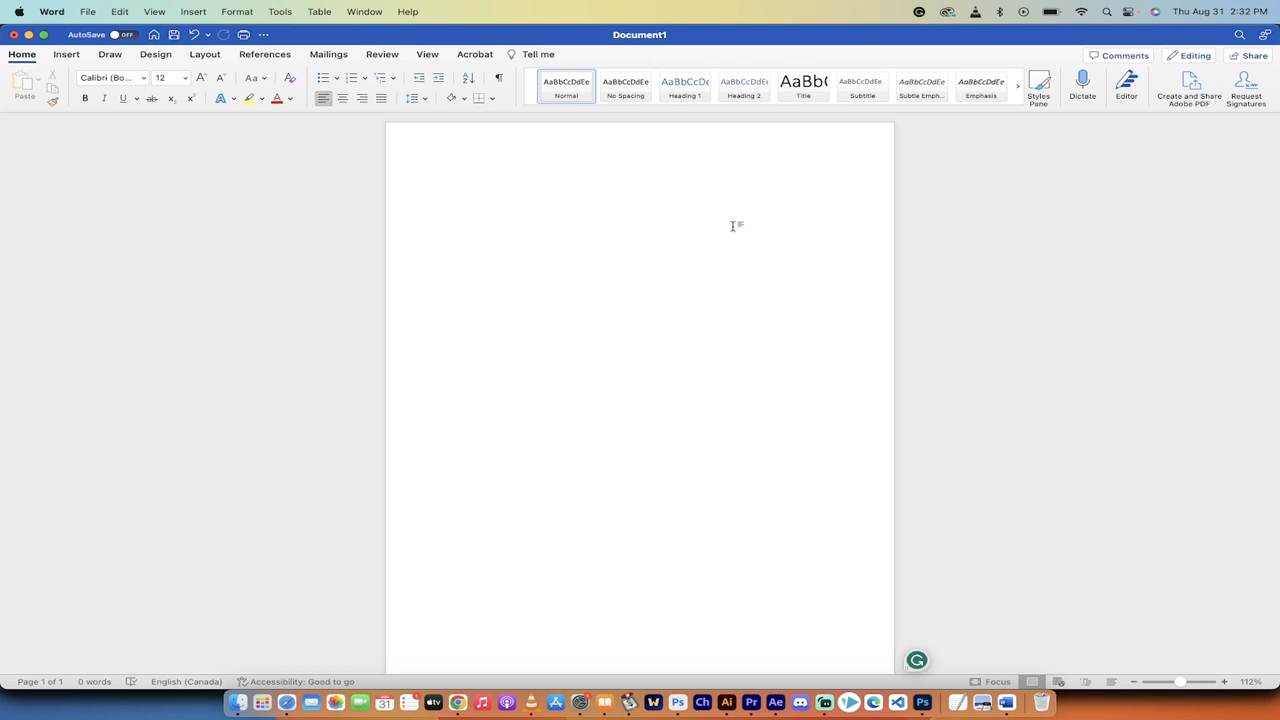 Word File Edit View Insert Format Tools Table Window Help Thu Aug 31 2:32 PM
AutoSave OFF Document1
Home Insert Draw Design Layout References Mailings Review View Acrobat Tell me Comments Editing Share
Calibri (Bo... 12 Aa
Paste
AaBbCcDdEe AaBbCcDdEe AaBbCcDc AaBbCcDdEe AaBb( AaBbCcDdEe AaBbCcDdEe AaBbCcDdEe
Normal No Spacing Heading 1 Heading 2 Title Subtitle Subtle Emph... Emphasis
Styles Pane
Dictate
Editor
Create and Share Adobe PDF
Request Signatures
Page 1 of 1 0 words English (Canada) Accessibility: Good to go Focus 112%